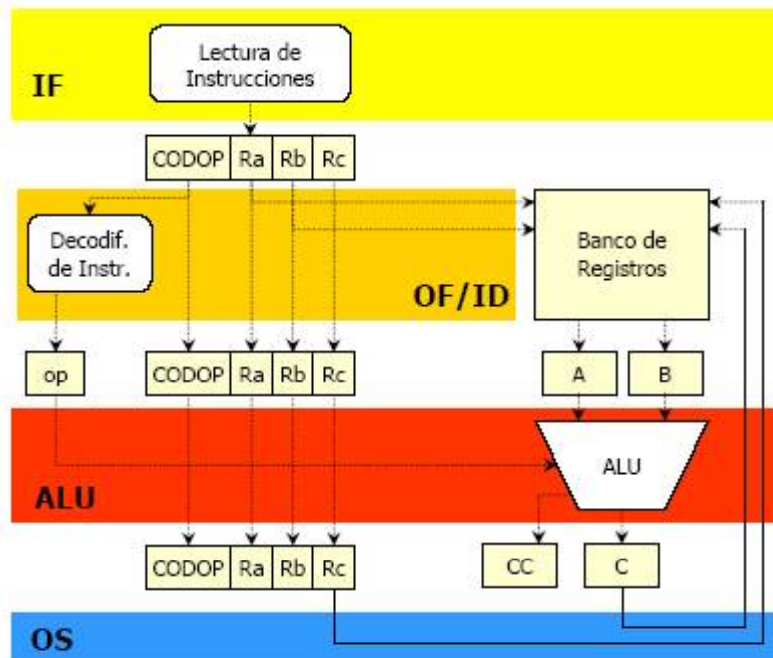 Lectura de
Instrucciones
IF
CODOP Ra Rb Rc
Decodif.
de Instr.
Banco de
Registros
OF/ID
op CODOP Ra Rb Rc A B
ALU
ALU
CODOP Ra Rb Rc CC C
OS